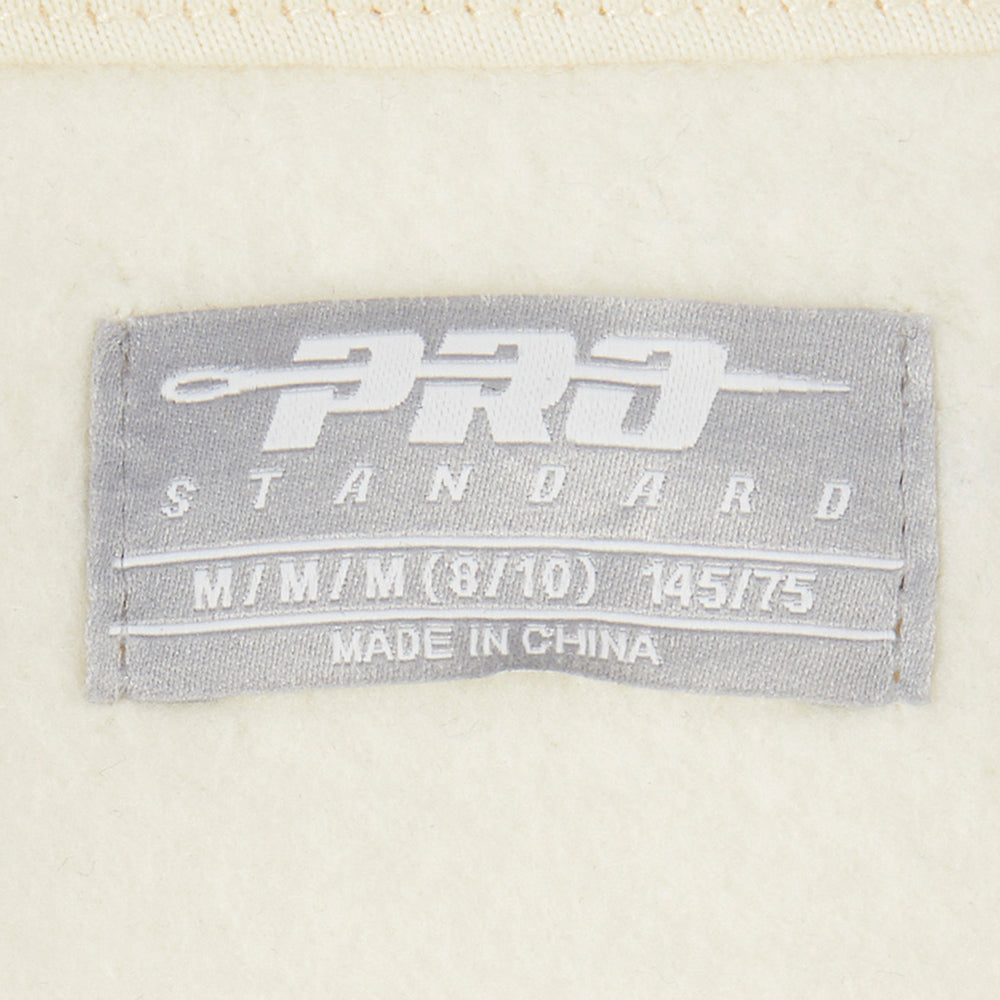 PRO
STANDARD
M/M/M (8/10) 145/75
MADE IN CHINA